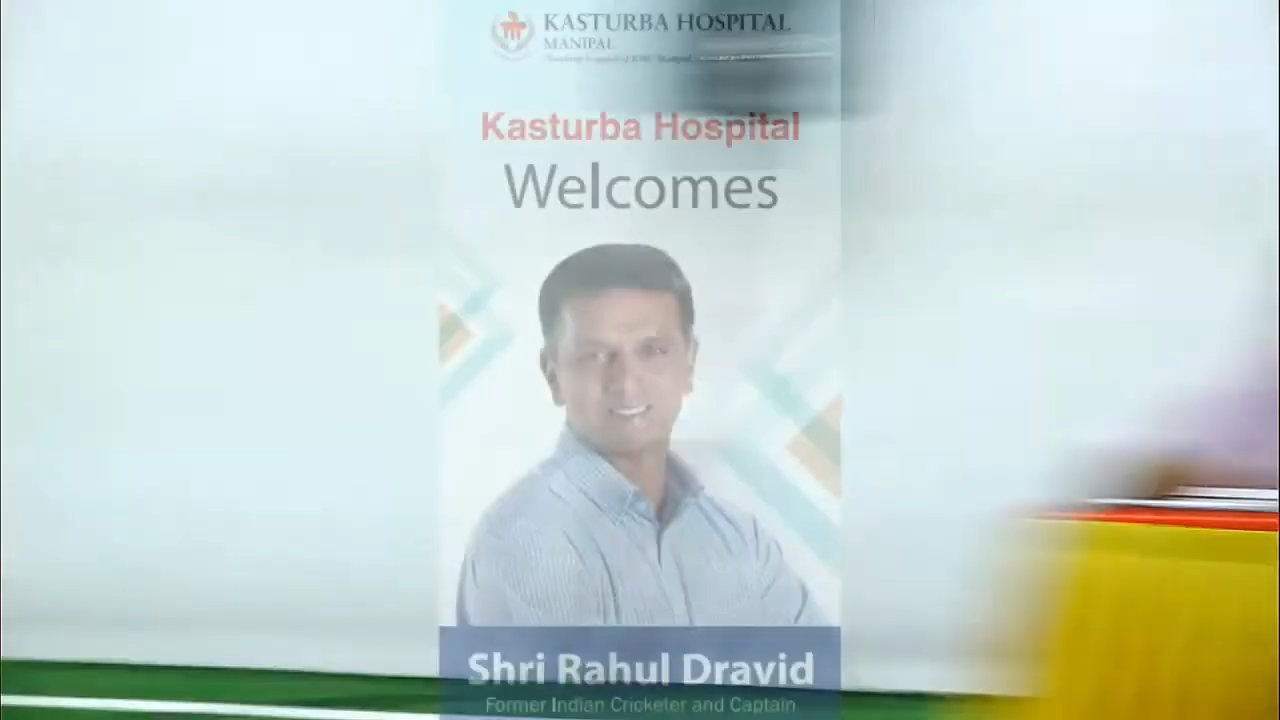 KASTURBA HOSPITAL
MANIPAL
Kasturba Hospital
Welcomes
Shri Rahul Dravid
Former Indian Cricketer and Captain